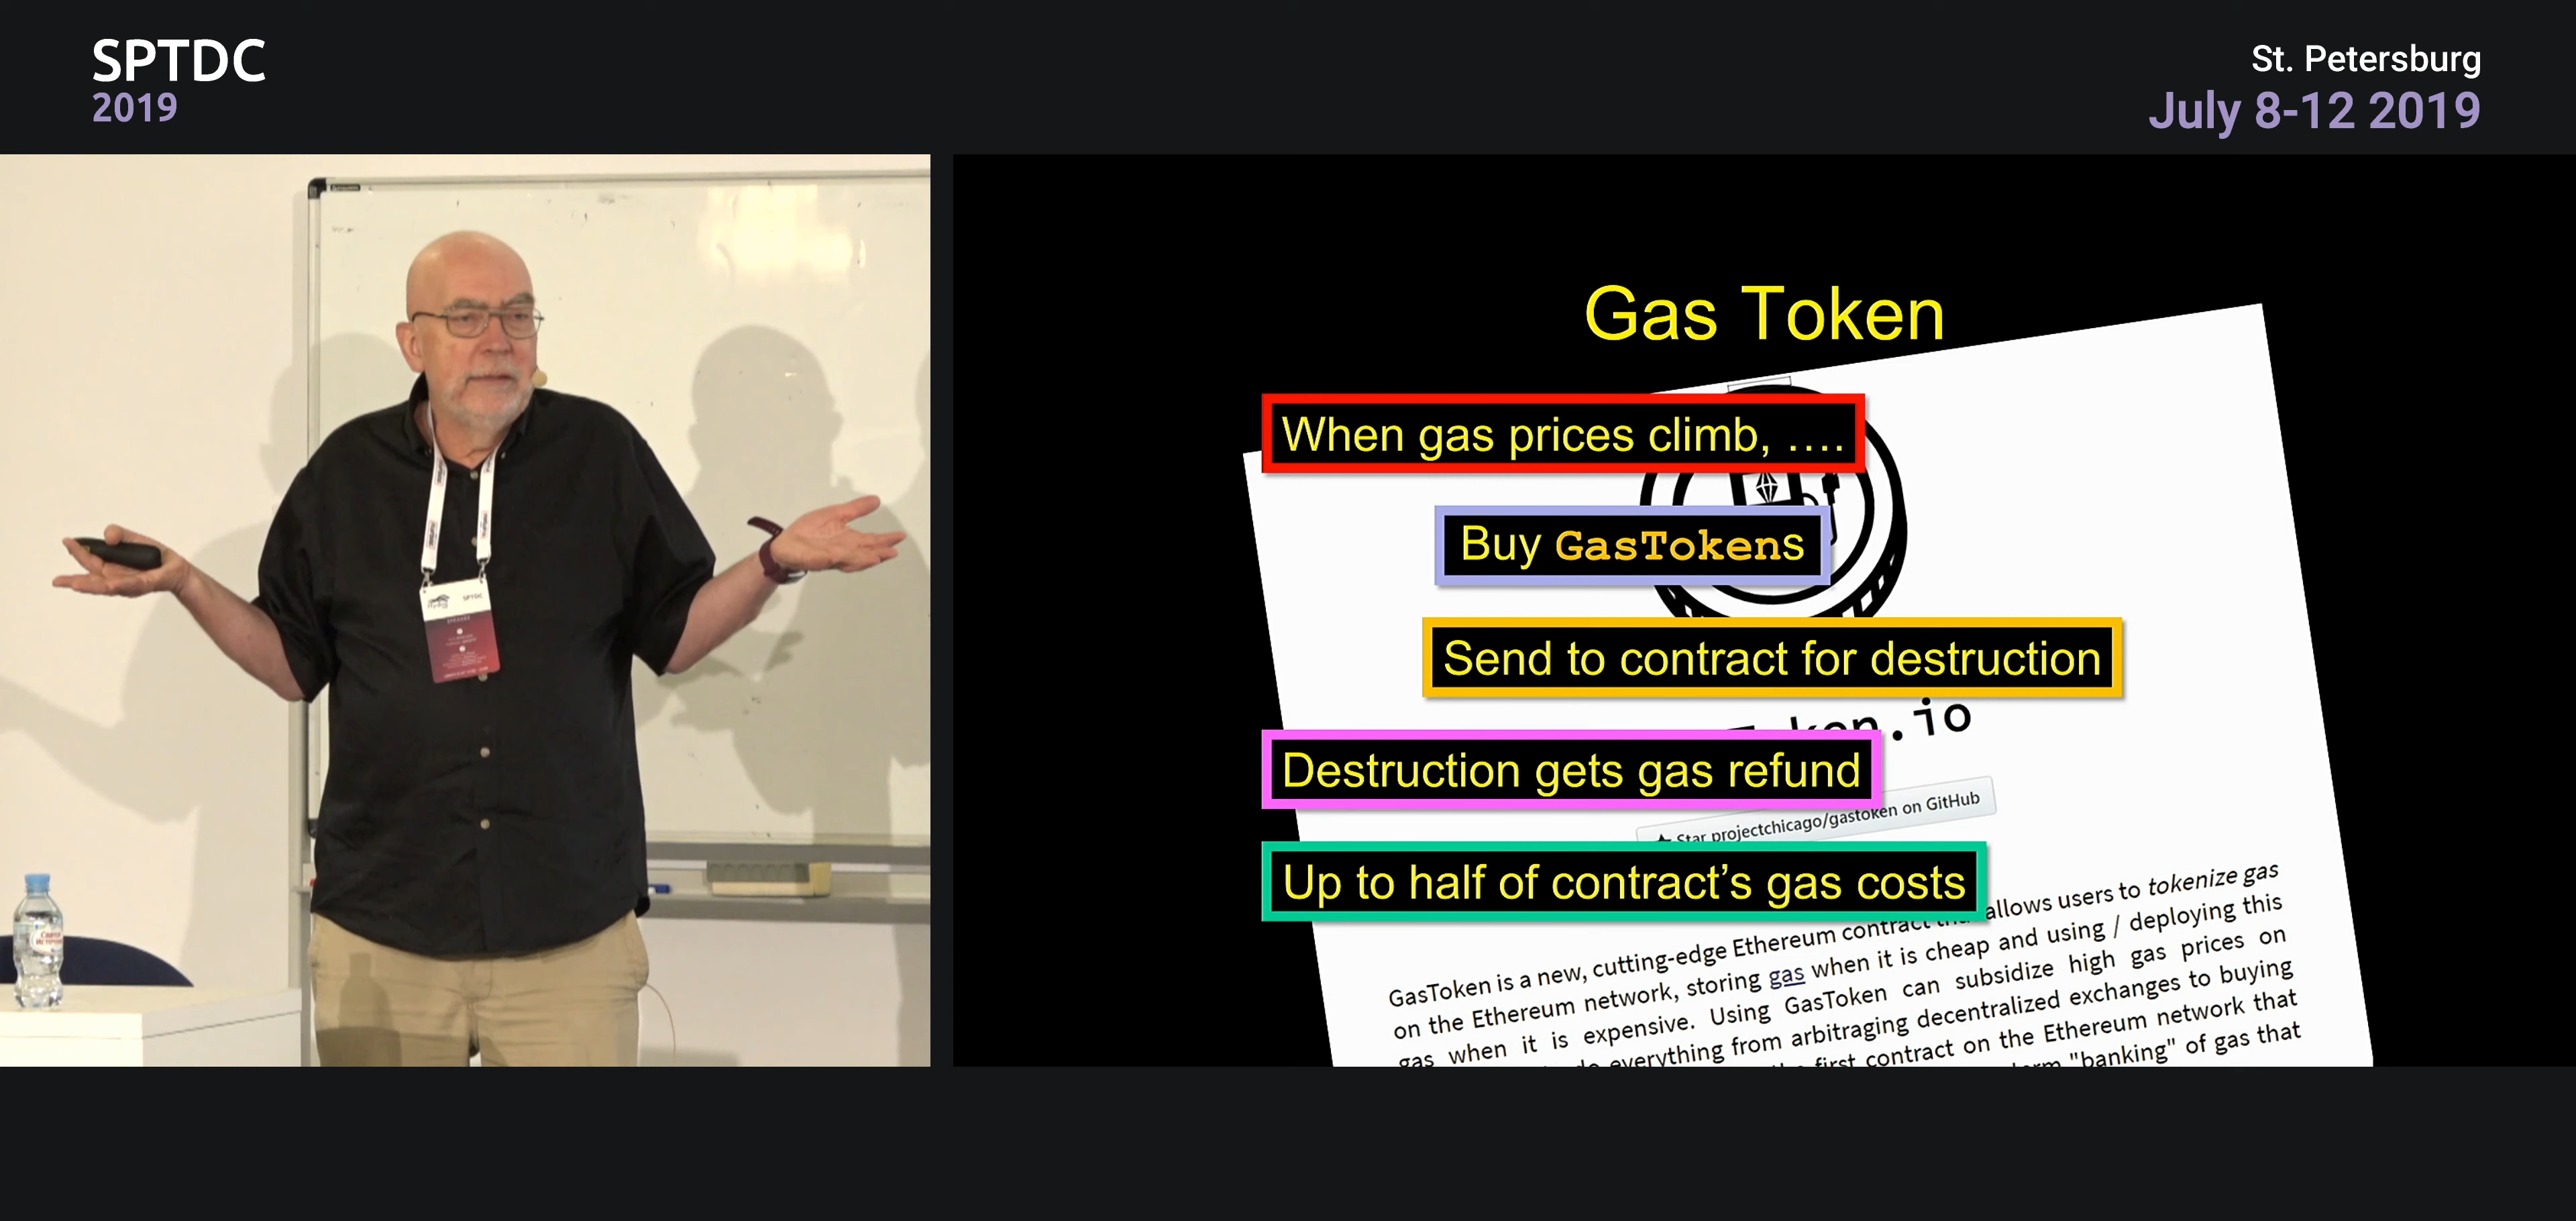 SPTDC
2019
St. Petersburg
July 8-12 2019
SPTDC
SPEAKER
Gas Token
When gas prices climb, ....
Buy GasTokens
Send to contract for destruction
.io
Destruction gets gas refund
Star projectchicago/gastoken on GitHub
Up to half of contract’s gas costs
GasToken is a new, cutting-edge Ethereum contract allows users to tokenize gas
on the Ethereum network, storing gas when it is cheap and using / deploying this
gas when it is expensive. Using GasToken can subsidize high gas prices on
everything from arbitraging decentralized exchanges to buying
first contract on the Ethereum network that
"banking" of gas that